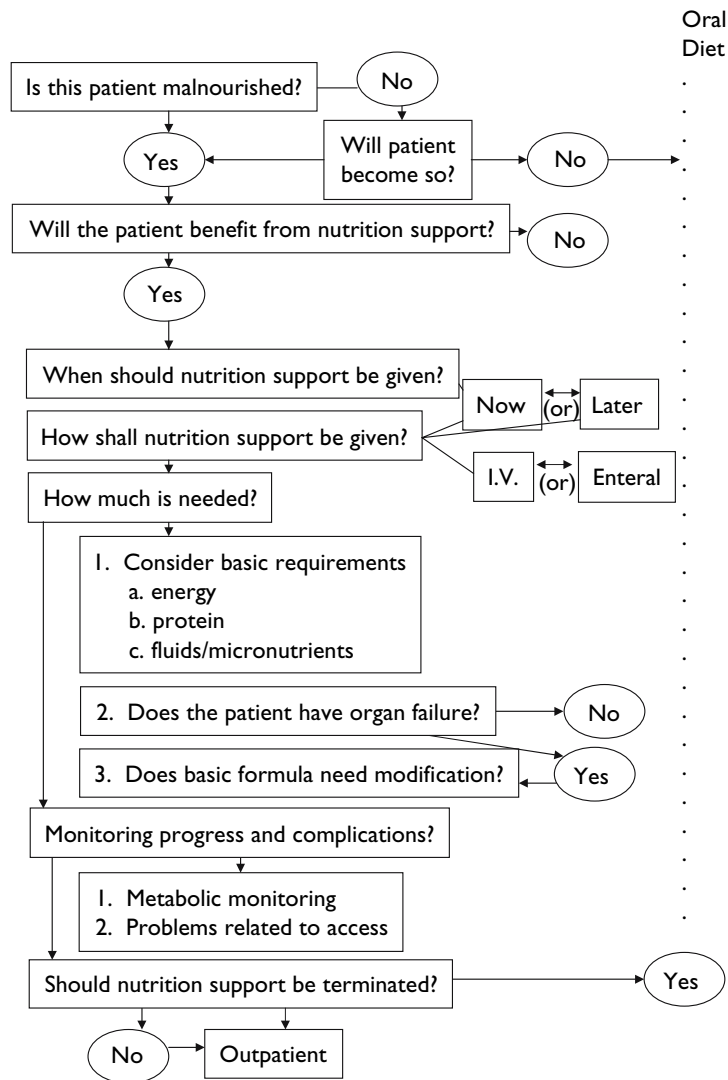 Oral
Diet
Is this patient malnourished?
No
Yes
Will patient
become so?
No
Will the patient benefit from nutrition support?
No
Yes
When should nutrition support be given?
Now
(or)
Later
How shall nutrition support be given?
I.V.
(or)
Enteral
How much is needed?
1. Consider basic requirements
a. energy
b. protein
c. fluids/micronutrients
2. Does the patient have organ failure?
No
3. Does basic formula need modification?
Yes
Monitoring progress and complications?
1. Metabolic monitoring
2. Problems related to access
Should nutrition support be terminated?
Yes
No
Outpatient